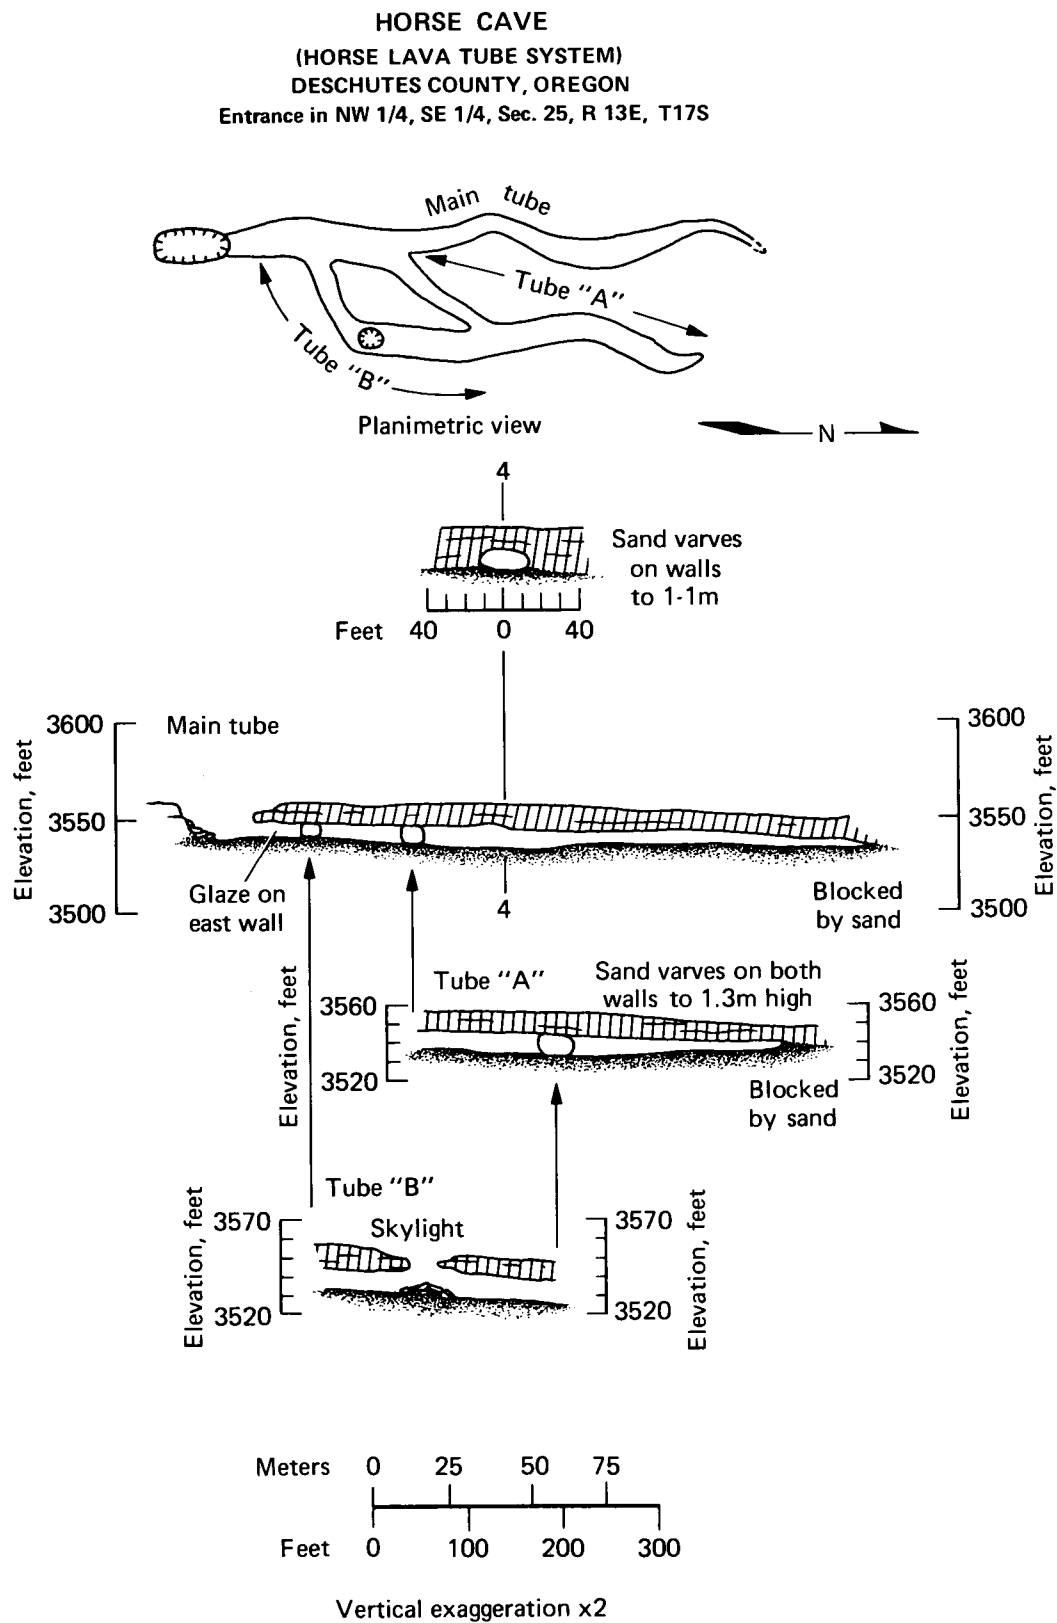 HORSE CAVE
(HORSE LAVA TUBE SYSTEM)
DESCHUTES COUNTY, OREGON
Entrance in NW 1/4, SE 1/4, Sec. 25, R 13E, T17S
Main tube
Tube "A"
Tube "B"
Planimetric view
N
4
Sand varves
on walls
to 1-1m
Feet 40 0 40
Main tube
Elevation, feet
3600
3550
3500
3600
3550
3500
Elevation, feet
Glaze on
east wall
4
Blocked
by sand
Tube "A"
Sand varves on both
walls to 1.3m high
Elevation, feet
3560
3520
3560
3520
Elevation, feet
Blocked
by sand
Tube "B"
Skylight
Elevation, feet
3570
3520
3570
3520
Elevation, feet
Meters 0 25 50 75
Feet 0 100 200 300
Vertical exaggeration x2